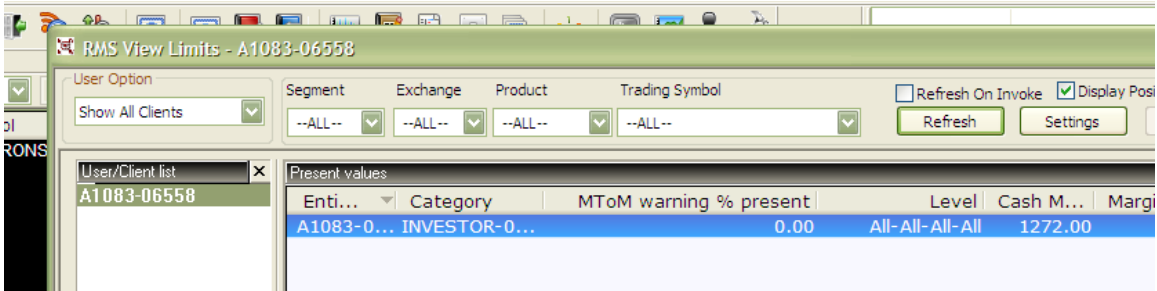 RMS View Limits - A1083-06558
User Option
Show All Clients
Segment Exchange Product Trading Symbol
--ALL-- --ALL-- --ALL-- --ALL--
Refresh On Invoke Display Posi
Refresh Settings
RONS
User/Client list
A1083-06558
Present values
Enti... Category MToM warning % present Level Cash M... Margi
A1083-0... INVESTOR-0... 0.00 All-All-All-All 1272.00